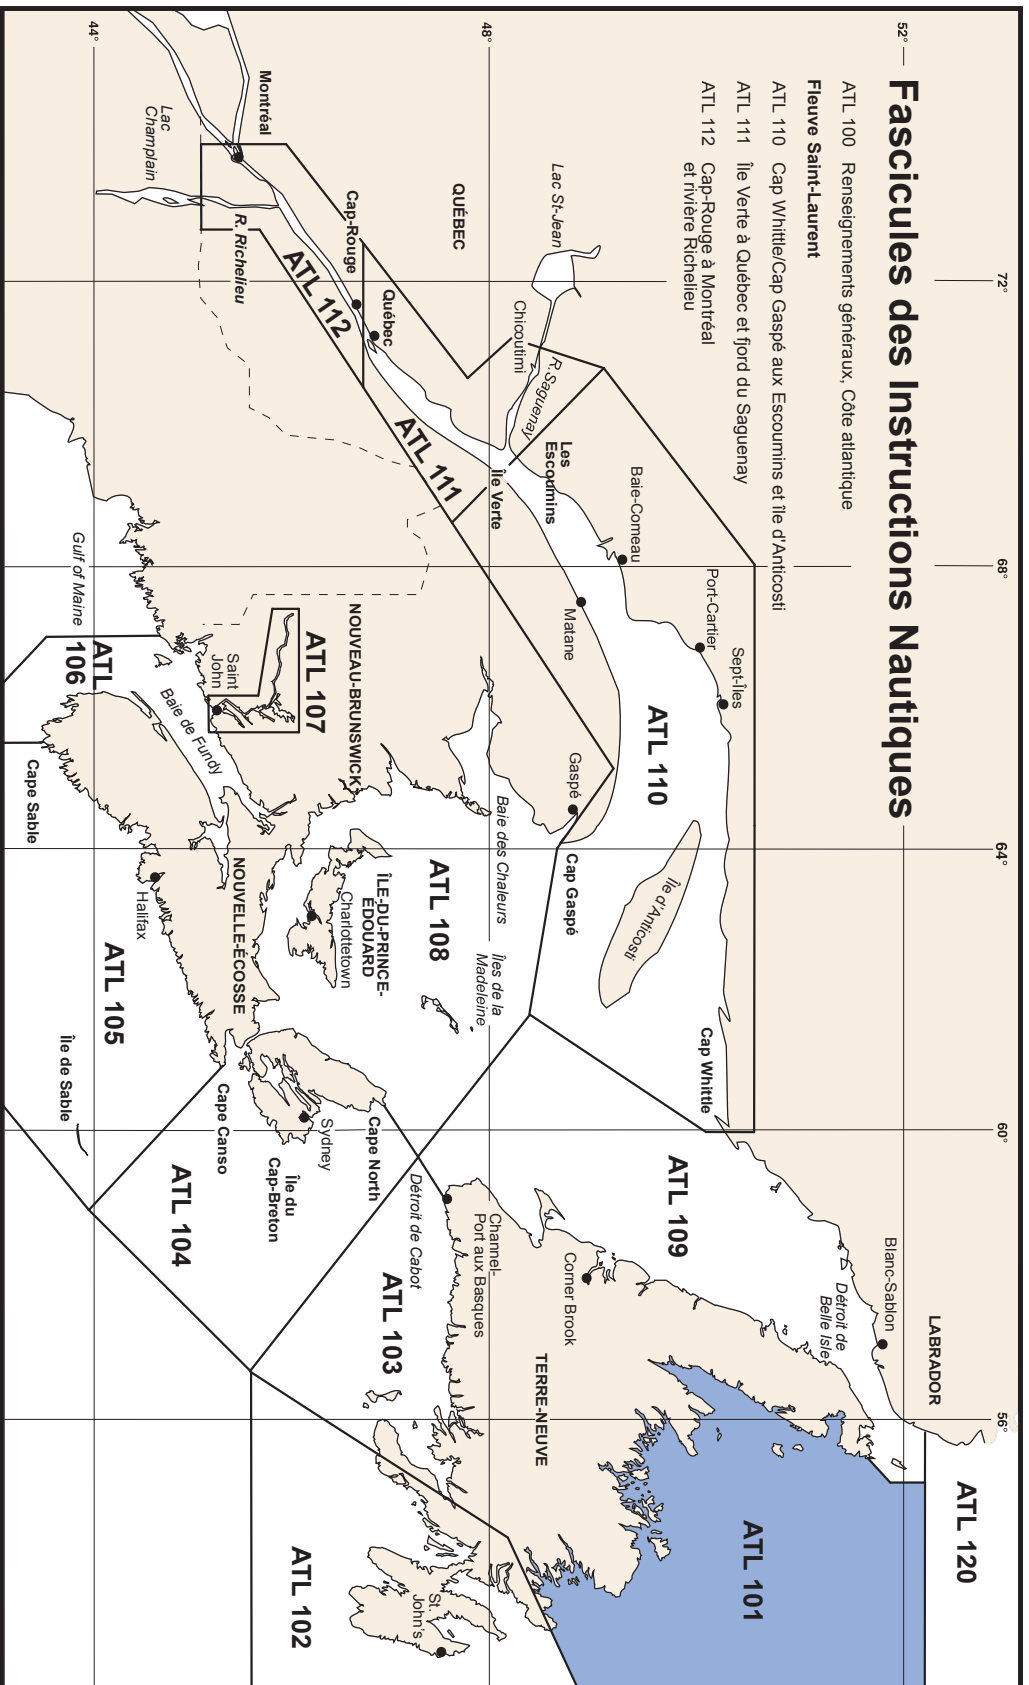 Fascicules des Instructions Nautiques
ATL 100 Renseignements généraux, Côte atlantique
Fleuve Saint-Laurent
ATL 110 Cap Whittle/Cap Gaspé aux Escoumins et île d'Anticosti
ATL 111 Île Verte à Québec et fjord du Saguenay
ATL 112 Cap-Rouge à Montréal
et rivière Richelieu
52°
48°
44°
72°
68°
64°
60°
56°
LABRADOR
ATL 120
Blanc-Sablon
Détroit de
Belle Isle
ATL 101
Sept-Îles
Port-Cartier
Cap Whittle
ATL 110
ATL 109
Baie-Comeau
Île d'Anticosti
Lac St-Jean
Chicoutimi
R. Saguenay
Les
Escoumins
Matane
Gaspé
Cap Gaspé
Corner Brook
TERRE-NEUVE
QUÉBEC
Île Verte
Baie des Chaleurs
Îles de la
Madeleine
Channel-
Port aux Basques
ATL 111
ATL 108
Québec
Cap-Rouge
ATL 112
NOUVEAU-BRUNSWICK
ÎLE-DU-PRINCE-
ÉDOUARD
Charlottetown
Cape North
Détroit de Cabot
ATL 103
St.
John's
ATL 107
Sydney
Île du
Cap-Breton
ATL 102
Montréal
R. Richelieu
Saint
John
NOUVELLE-ÉCOSSE
Cape Canso
ATL 104
Lac
Champlain
Baie de Fundy
Halifax
ATL 105
Gulf of Maine
ATL
106
Île de Sable
Cape Sable